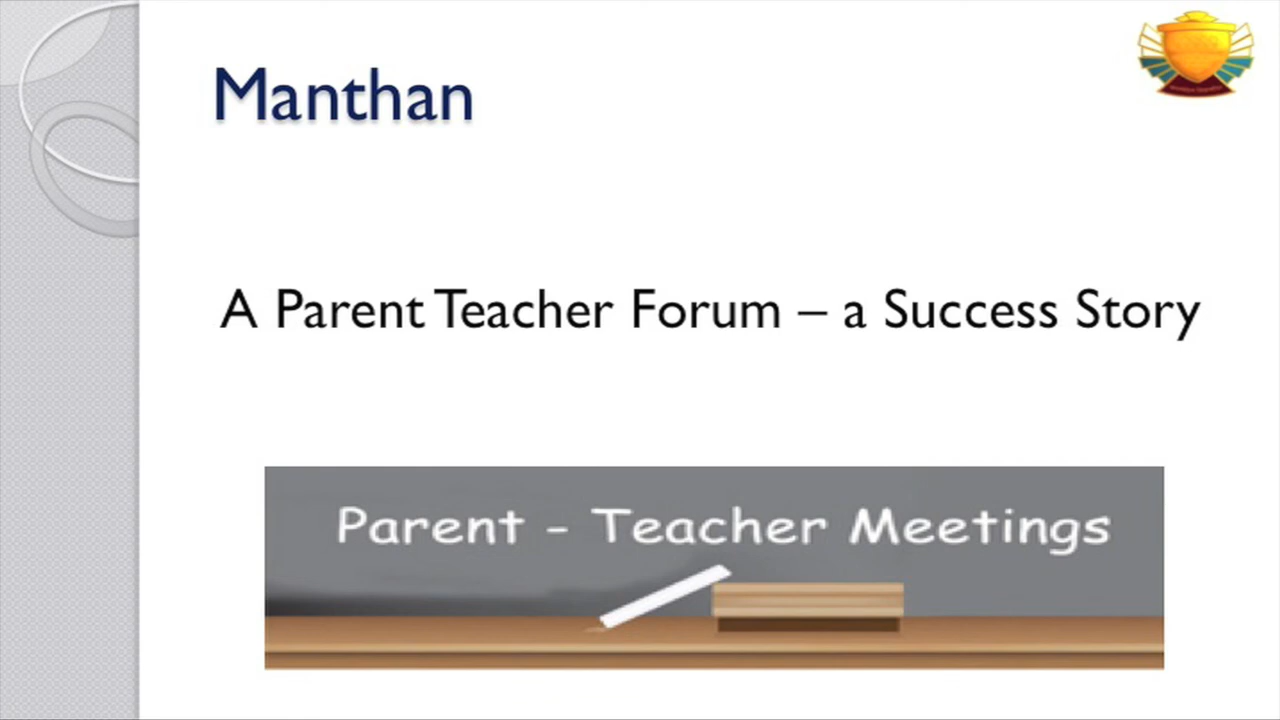 Manthan
A Parent Teacher Forum – a Success Story
Parent - Teacher Meetings